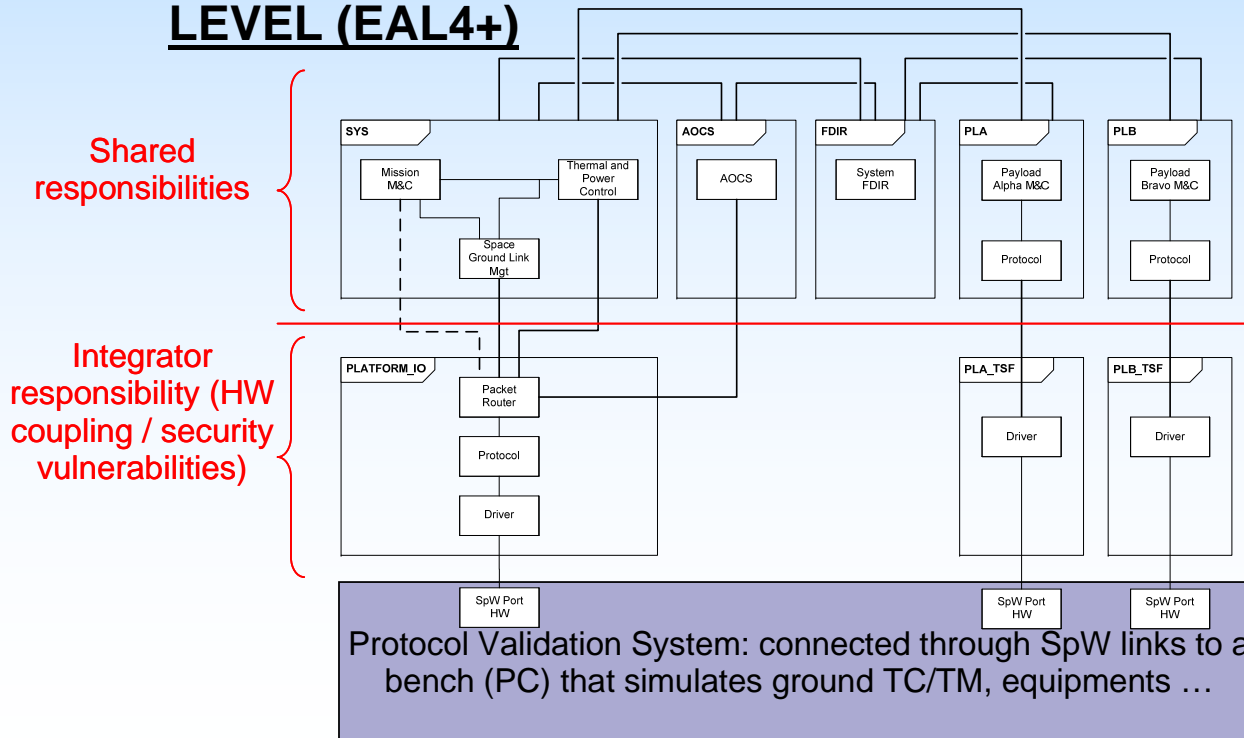 LEVEL (EAL4+)
Shared
responsibilities
SYS
AOCS
FDIR
PLA
PLB
Mission
M&C
Thermal and
Power
Control
AOCS
System
FDIR
Payload
Alpha M&C
Payload
Bravo M&C
Space
Ground Link
Mgt
Protocol
Protocol
Integrator
responsibility (HW
coupling / security
vulnerabilities)
PLATFORM_IO
PLA_TSF
PLB_TSF
Packet
Router
Driver
Driver
Protocol
Driver
SpW Port
HW
SpW Port
HW
SpW Port
HW
Protocol Validation System: connected through SpW links to a
bench (PC) that simulates ground TC/TM, equipments …